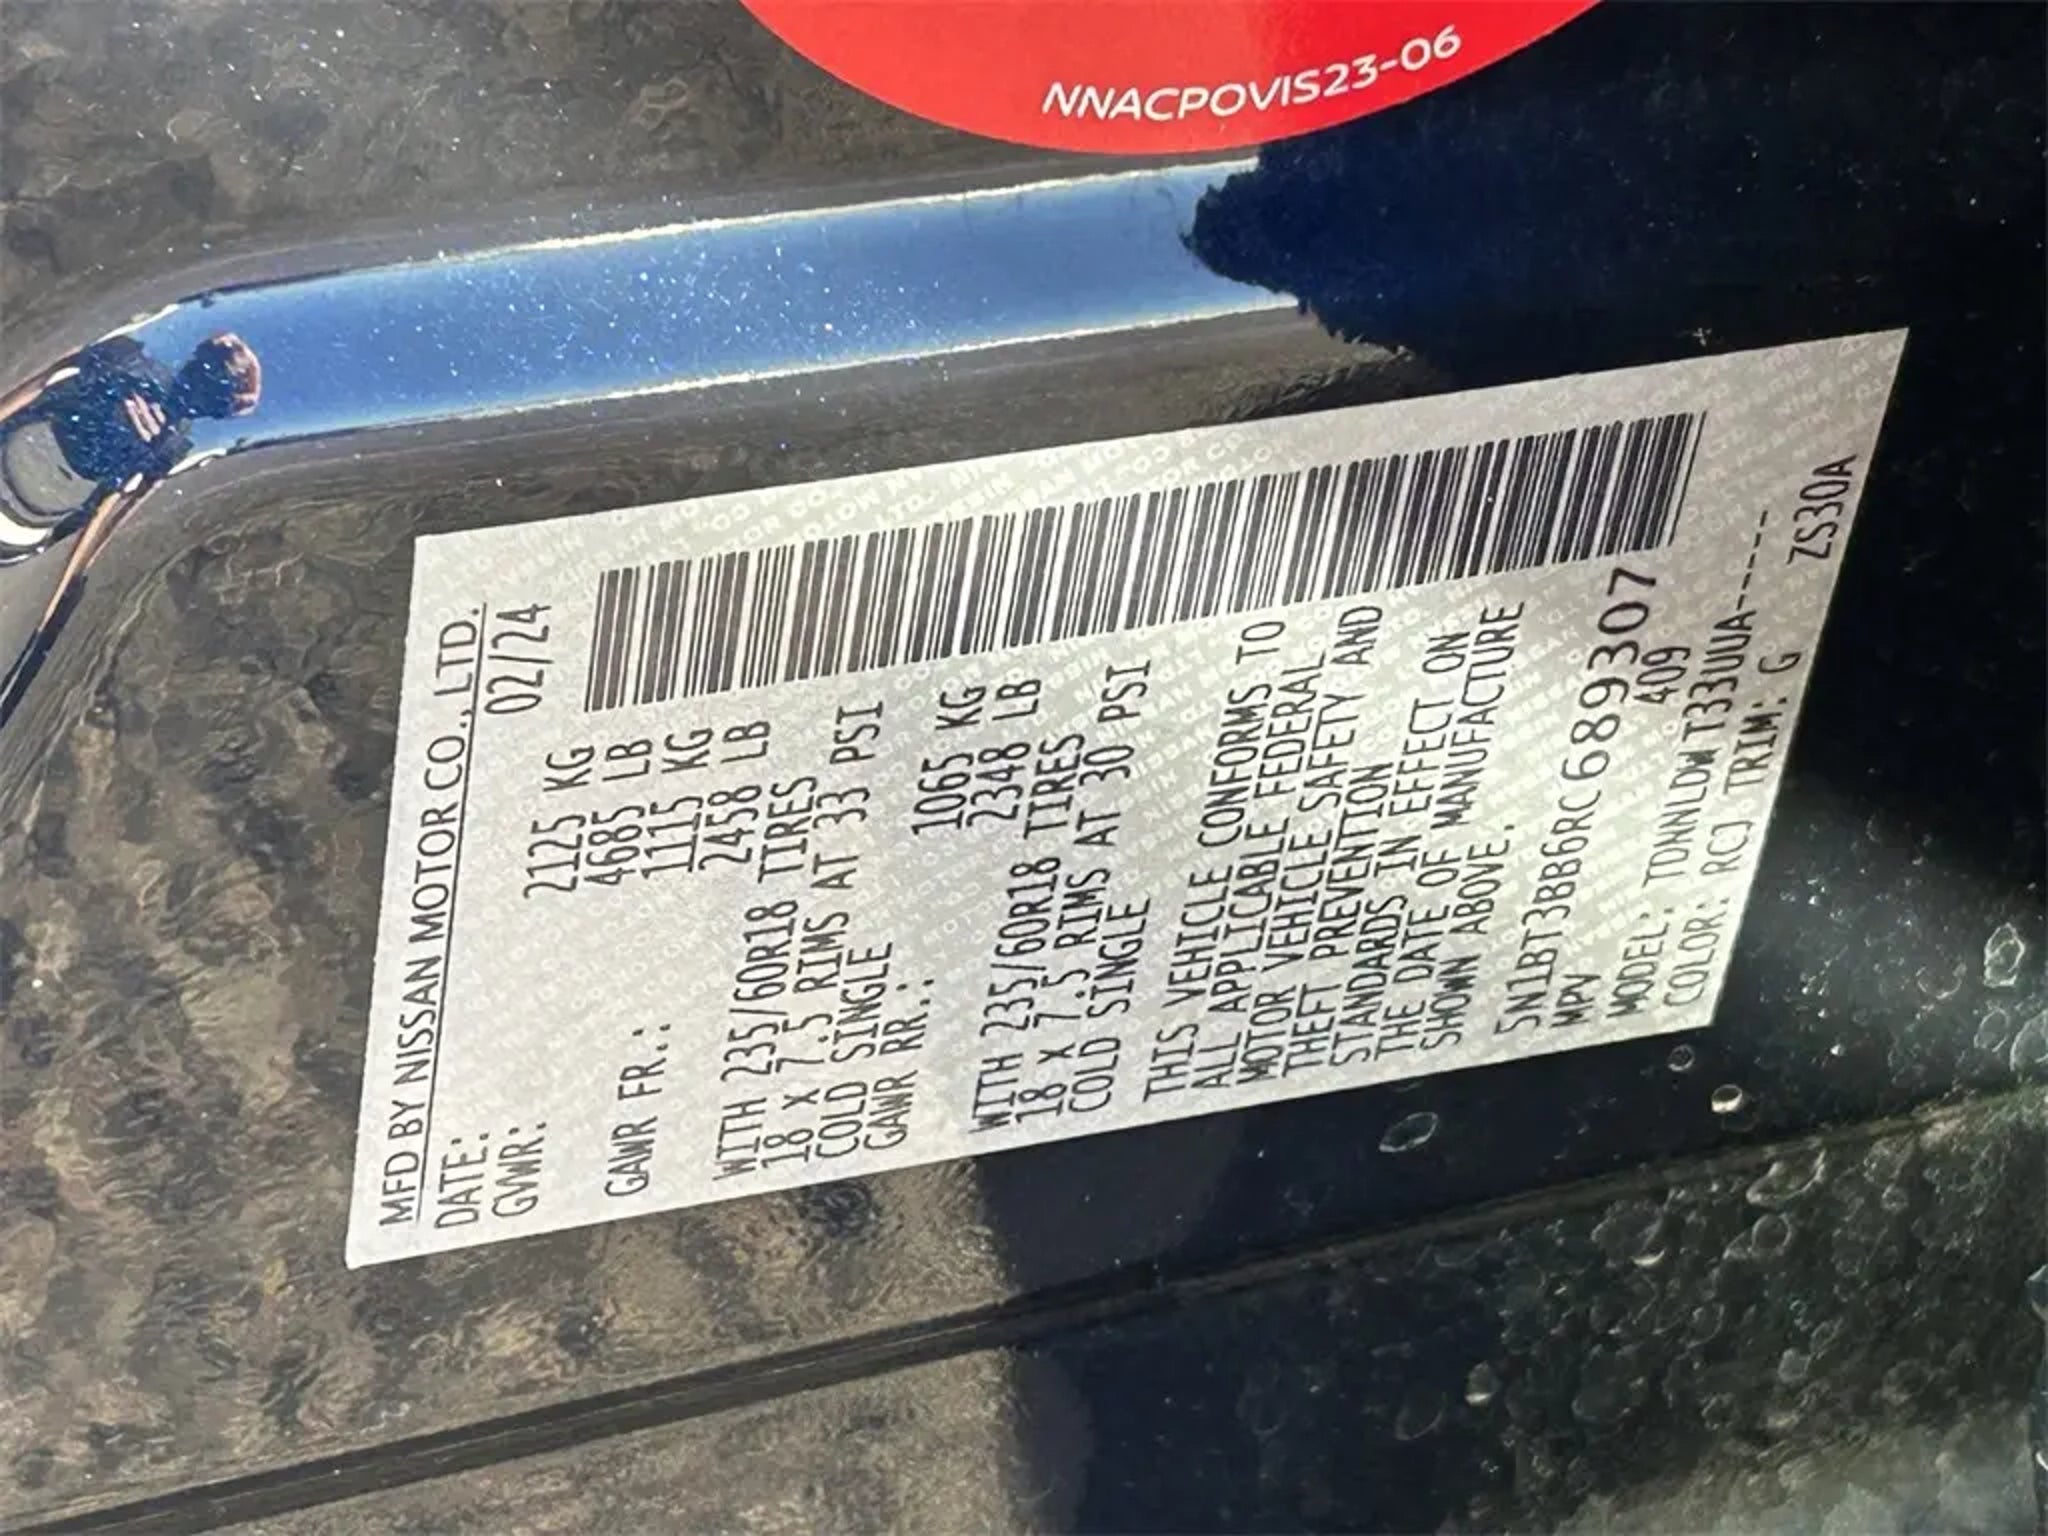 NNACPOVIS23-06
MFD BY NISSAN MOTOR CO., LTD.
DATE: 02/24
GVWR: 2125 KG
4685 LB
GAWR FR.: 1115 KG
2458 LB
WITH 235/60R18 TIRES
18 X 7.5 RIMS AT 33 PSI
COLD SINGLE
GAWR RR.: 1065 KG
2348 LB
WITH 235/60R18 TIRES
18 X 7.5 RIMS AT 30 PSI
COLD SINGLE
THIS VEHICLE CONFORMS TO
ALL APPLICABLE FEDERAL
MOTOR VEHICLE SAFETY AND
THEFT PREVENTION
STANDARDS IN EFFECT ON
THE DATE OF MANUFACTURE
SHOWN ABOVE.
5N1BT3BB6RC689307
MPV 409
MODEL: TDNNLDW T33UUA-----
COLOR: RCJ TRIM: G
ZS30A